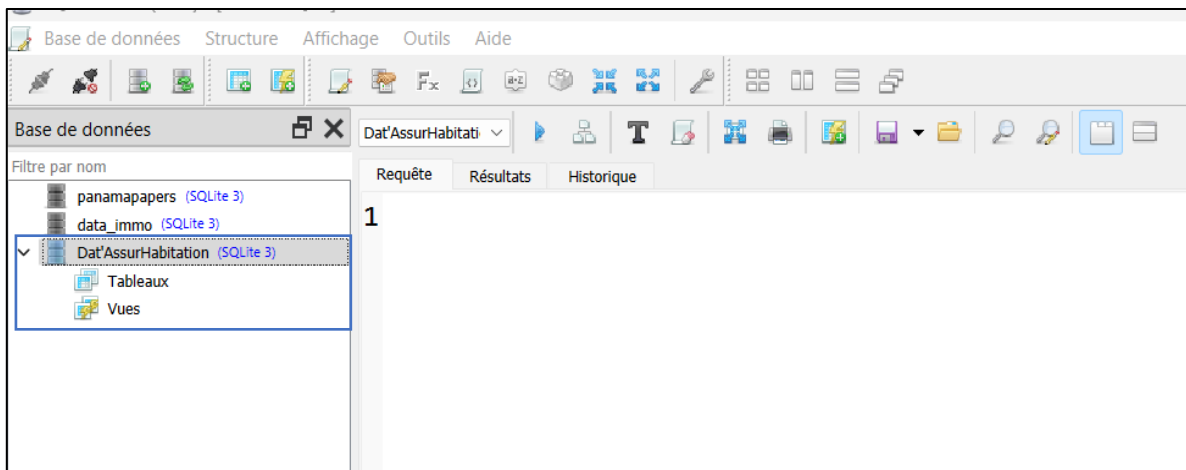 Base de données Structure Affichage Outils Aide
Base de données
Dat'AssurHabitati
Filtre par nom
Requête Résultats Historique
panamapapers (SQLite 3)
data_immo (SQLite 3)
Dat'AssurHabitation (SQLite 3)
Tableaux
Vues
1